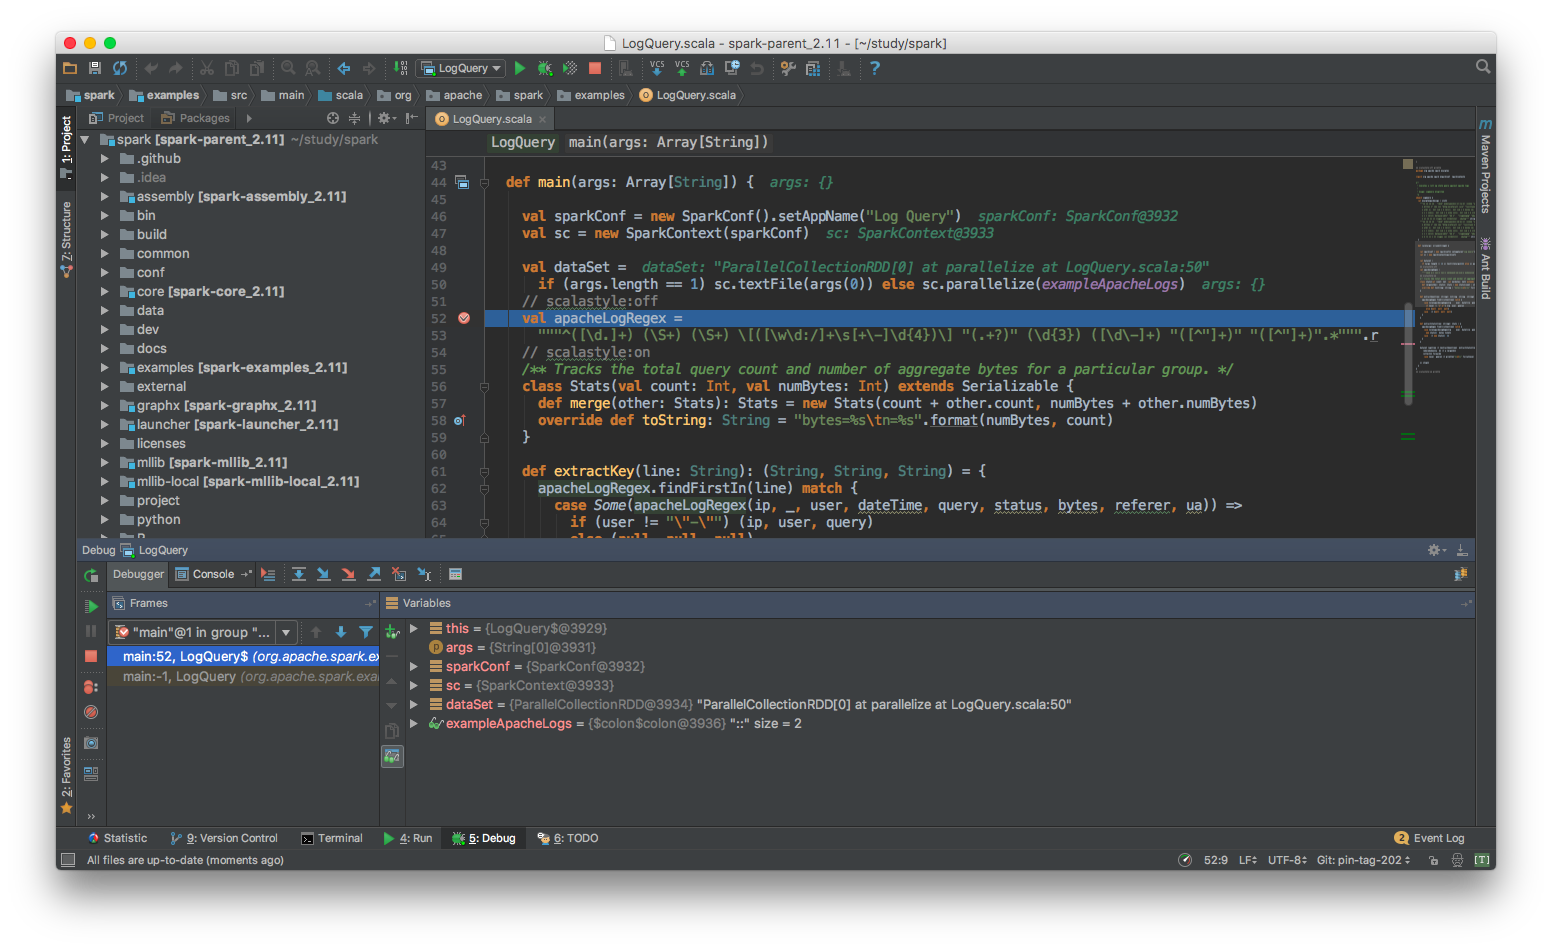 LogQuery.scala - spark-parent_2.11 - [~/study/spark]
LogQuery
VCS VCS
?
spark examples src main scala org apache spark examples LogQuery.scala
Project Packages
LogQuery.scala
1: Project
Z: Structure
2: Favorites
spark [spark-parent_2.11] ~/study/spark
.github
.idea
assembly [spark-assembly_2.11]
bin
build
common
conf
core [spark-core_2.11]
data
dev
docs
examples [spark-examples_2.11]
external
graphx [spark-graphx_2.11]
launcher [spark-launcher_2.11]
licenses
mllib [spark-mllib_2.11]
mllib-local [spark-mllib-local_2.11]
project
python
LogQuery main(args: Array[String])
43
44 def main(args: Array[String]) { args: {}
45
46 val sparkConf = new SparkConf().setAppName("Log Query") sparkConf: SparkConf@3932
47 val sc = new SparkContext(sparkConf) sc: SparkContext@3933
48
49 val dataSet = dataSet: "ParallelCollectionRDD[0] at parallelize at LogQuery.scala:50"
50 if (args.length == 1) sc.textFile(args(0)) else sc.parallelize(exampleApacheLogs) args: {}
51 // scalastyle:off
52 val apacheLogRegex =
53 """^([\d.]+) (\S+) (\S+) \[([\w\d:/]+\s[+\-]\d{4})\] "(.+?)" (\d{3}) ([\d\-]+) "([^"]+)" "([^"]+)".*""".r
54 // scalastyle:on
55 /** Tracks the total query count and number of aggregate bytes for a particular group. */
56 class Stats(val count: Int, val numBytes: Int) extends Serializable {
57 def merge(other: Stats): Stats = new Stats(count + other.count, numBytes + other.numBytes)
58 override def toString: String = "bytes=%s\tn=%s".format(numBytes, count)
59 }
60
61 def extractKey(line: String): (String, String, String) = {
62 apacheLogRegex.findFirstIn(line) match {
63 case Some(apacheLogRegex(ip, _, user, dateTime, query, status, bytes, referer, ua)) =>
64 if (user != "\"-\"") (ip, user, query)
m Maven Projects
Ant Build
Debug LogQuery
Debugger Console
Frames
Variables
"main"@1 in group "...
main:52, LogQuery$ (org.apache.spark.ex
main:-1, LogQuery (org.apache.spark.exa
this = {LogQuery$@3929}
args = {String[0]@3931}
sparkConf = {SparkConf@3932}
sc = {SparkContext@3933}
dataSet = {ParallelCollectionRDD@3934} "ParallelCollectionRDD[0] at parallelize at LogQuery.scala:50"
exampleApacheLogs = {$colon$colon@3936} "::" size = 2
Statistic 9: Version Control Terminal 4: Run 5: Debug 6: TODO 2 Event Log
All files are up-to-date (moments ago) 52:9 LF UTF-8 Git: pin-tag-202 [T]